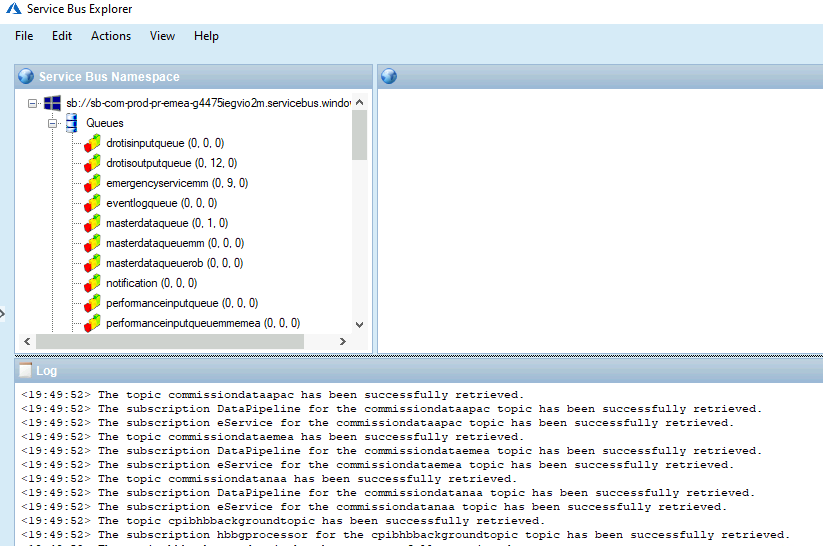 Service Bus Explorer
File Edit Actions View Help
Service Bus Namespace
sb://sb-com-prod-pr-emea-g4475iegvio2m.servicebus.windo
Queues
drotisinputqueue (0, 0, 0)
drotisoutputqueue (0, 12, 0)
emergencyservicemm (0, 9, 0)
eventlogqueue (0, 0, 0)
masterdataqueue (0, 1, 0)
masterdataqueuemm (0, 0, 0)
masterdataqueuerob (0, 0, 0)
notification (0, 0, 0)
performanceinputqueue (0, 0, 0)
performanceinputqueuemmemea (0, 0, 0)
Log
<19:49:52> The topic commissiondataapac has been successfully retrieved.
<19:49:52> The subscription DataPipeline for the commissiondataapac topic has been successfully retrieved.
<19:49:52> The subscription eService for the commissiondataapac topic has been successfully retrieved.
<19:49:52> The topic commissiondataemea has been successfully retrieved.
<19:49:52> The subscription DataPipeline for the commissiondataemea topic has been successfully retrieved.
<19:49:52> The subscription eService for the commissiondataemea topic has been successfully retrieved.
<19:49:52> The topic commissiondatanaa has been successfully retrieved.
<19:49:52> The subscription DataPipeline for the commissiondatanaa topic has been successfully retrieved.
<19:49:52> The subscription eService for the commissiondatanaa topic has been successfully retrieved.
<19:49:52> The topic cpibhbbackgroundtopic has been successfully retrieved.
<19:49:52> The subscription hbbgprocessor for the cpibhbbackgroundtopic topic has been successfully retrieved.